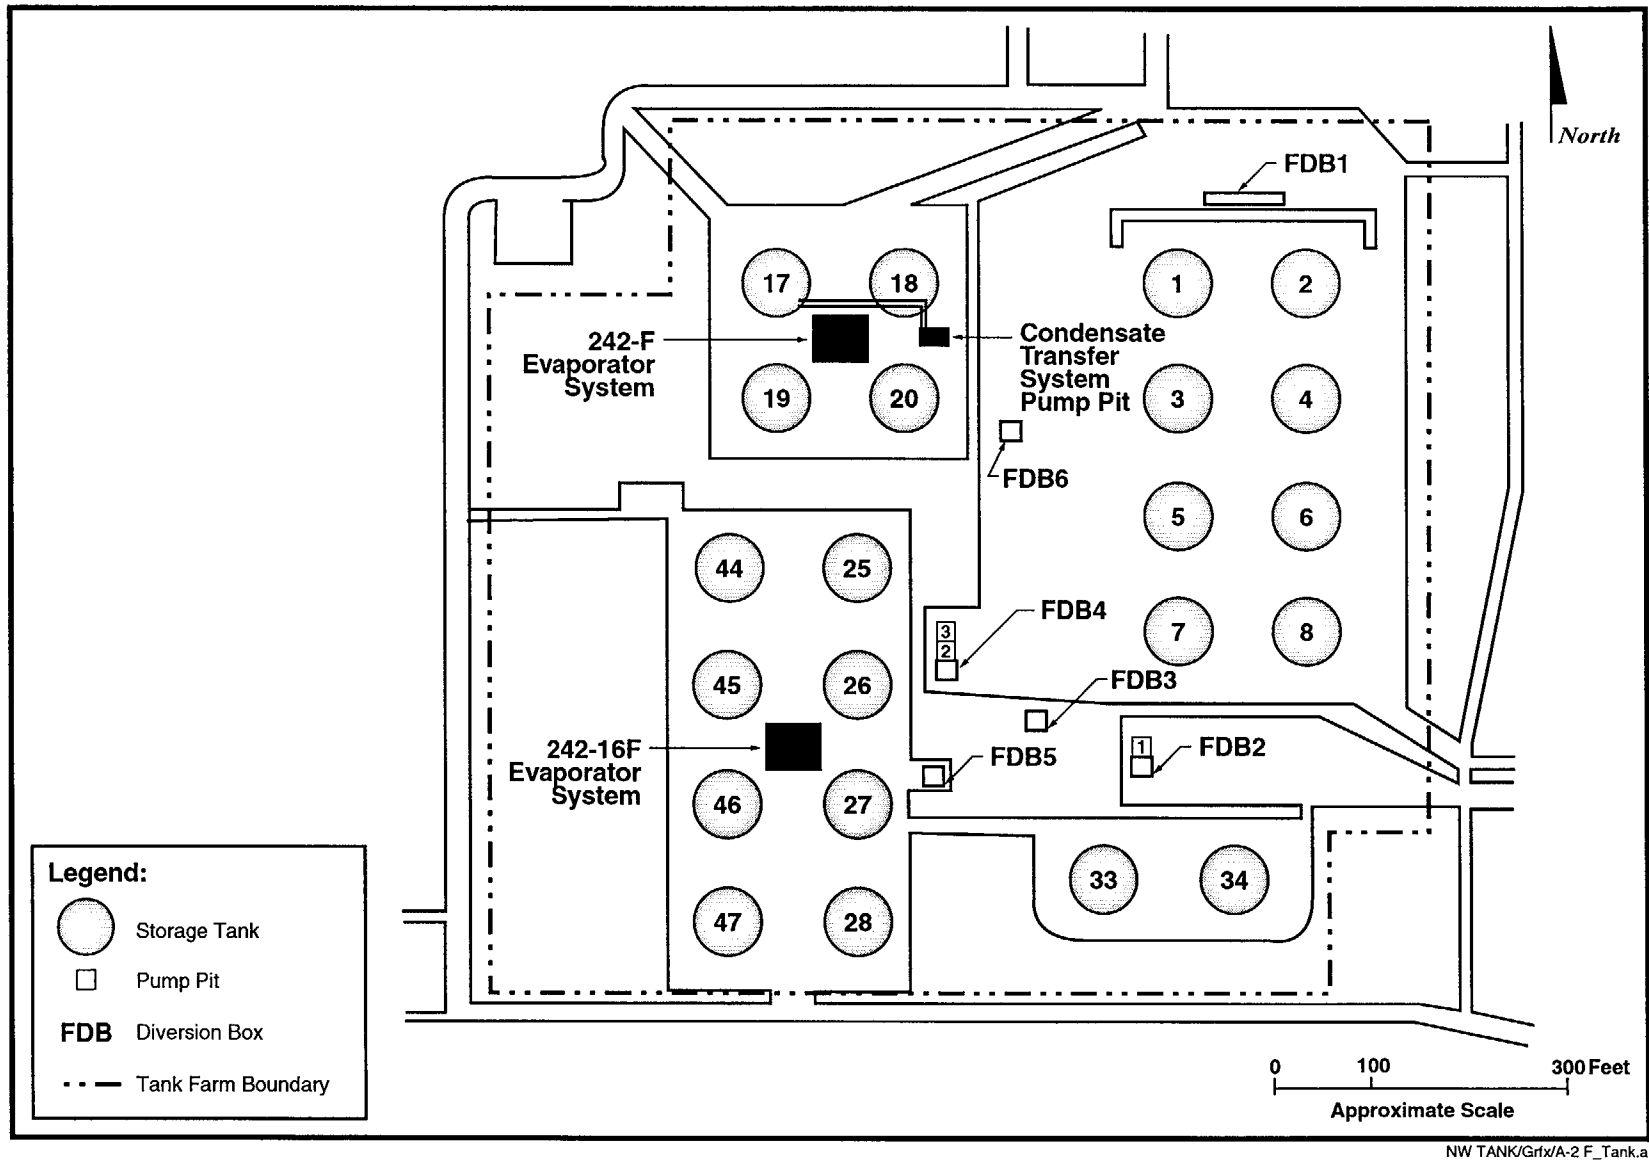 North
FDB1
17
18
1
2
242-F
Evaporator
System
Condensate
Transfer
System
Pump Pit
19
20
3
4
FDB6
5
6
44
25
FDB4
3
2
7
8
45
26
FDB3
242-16F
Evaporator
System
FDB5
1
FDB2
46
27
33
34
47
28
Legend:
Storage Tank
Pump Pit
FDB Diversion Box
Tank Farm Boundary
0 100 300 Feet
Approximate Scale
NW TANK/Grfx/A-2 F_Tank.a